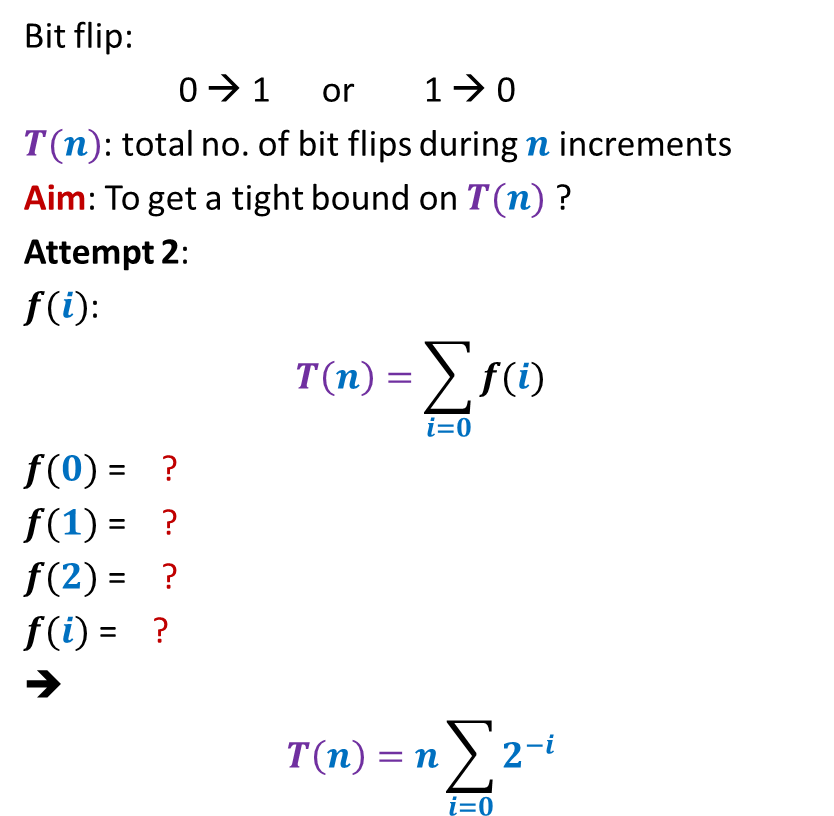 Bit flip:
0 → 1 or 1 → 0
T(n): total no. of bit flips during n increments
Aim: To get a tight bound on T(n) ?
Attempt 2:
f(i):
T(n) = ∑ f(i)
i=0
f(0) = ?
f(1) = ?
f(2) = ?
f(i) = ?
→
T(n) = n ∑ 2⁻ⁱ
i=0